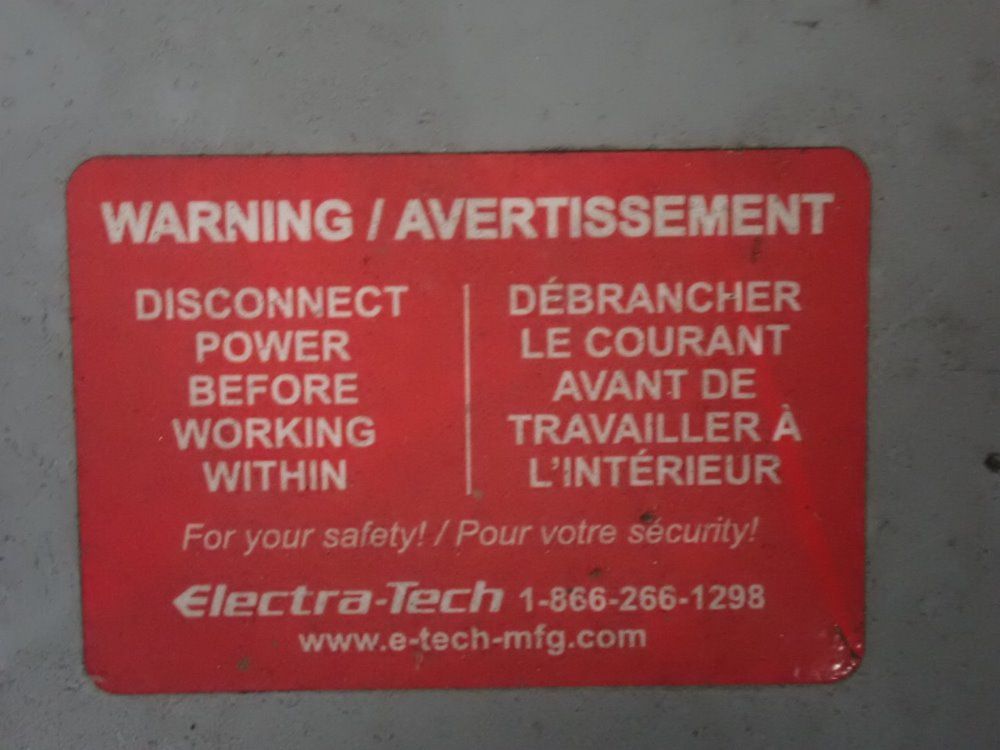 WARNING / AVERTISSEMENT
DISCONNECT
POWER
BEFORE
WORKING
WITHIN
DÉBRANCHER
LE COURANT
AVANT DE
TRAVAILLER À
L'INTÉRIEUR
For your safety! / Pour votre sécurity!
Electra-Tech 1-866-266-1298
www.e-tech-mfg.com